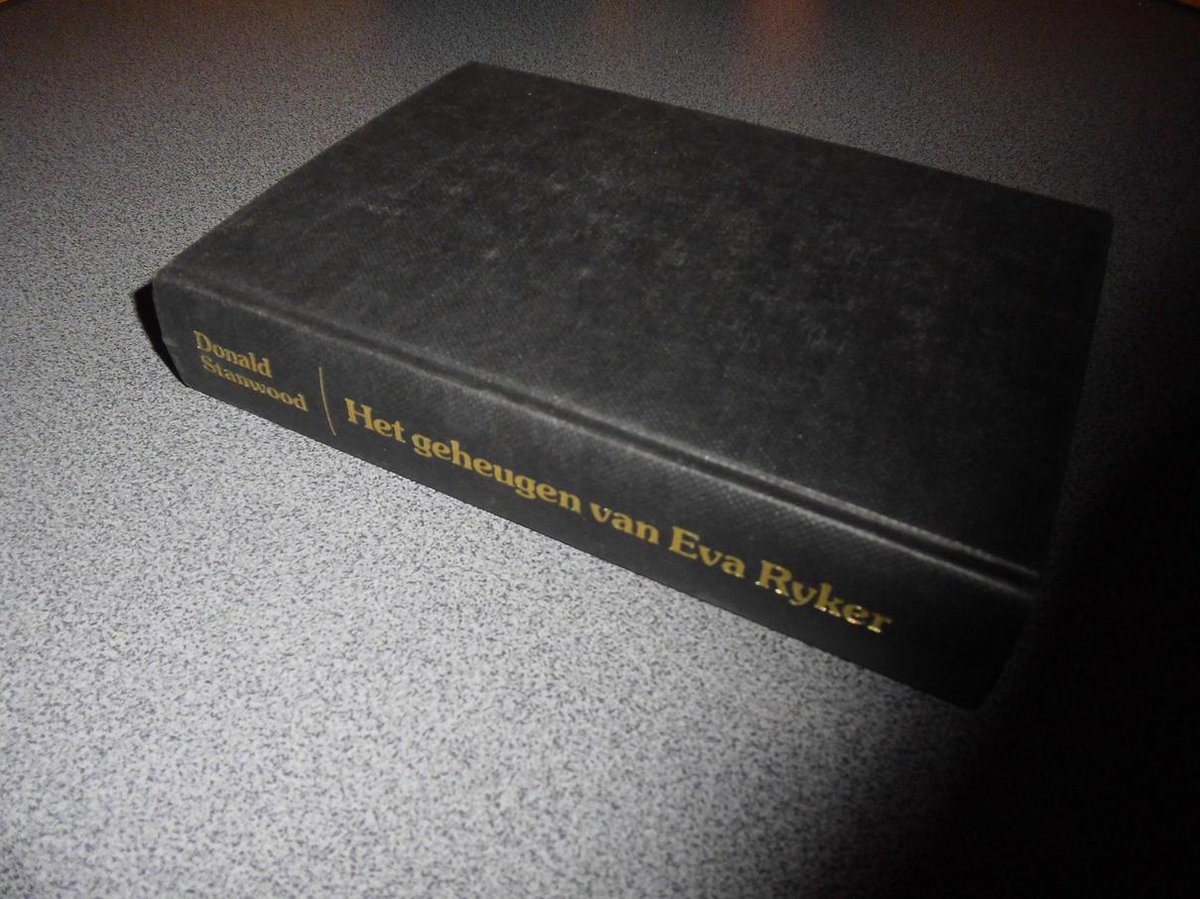 Donald
Stanwood
Het geheugen van Eva Ryker